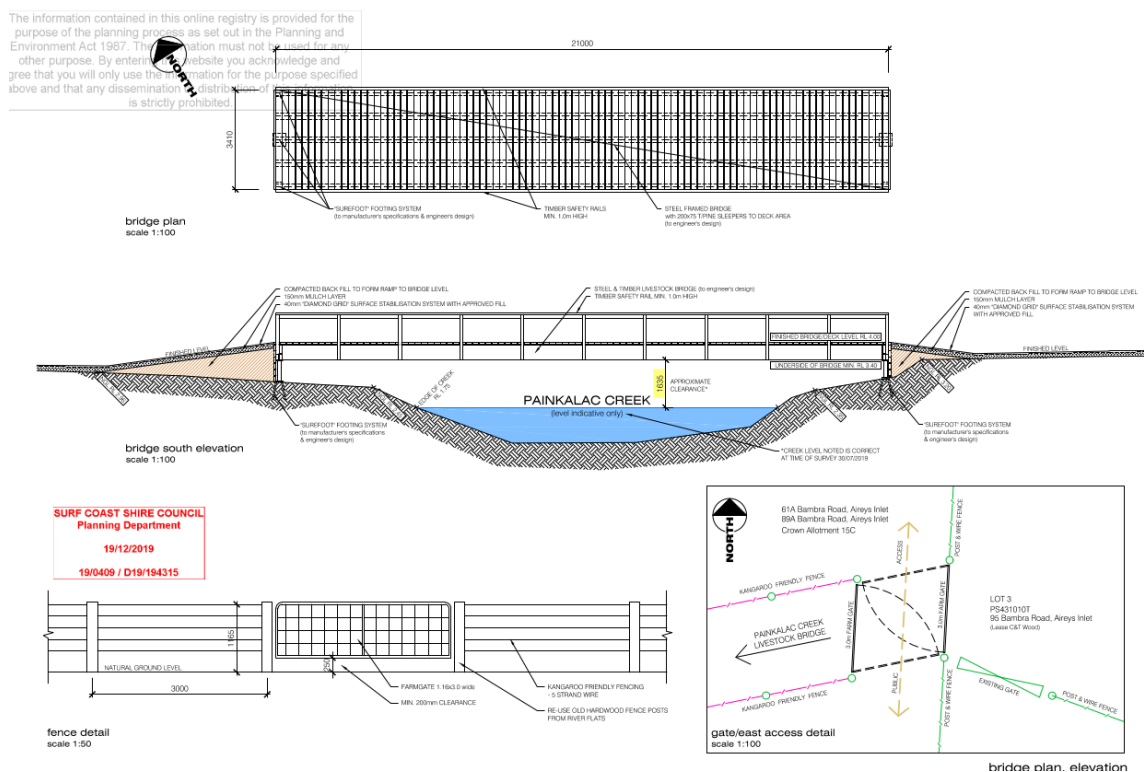 The information contained in this online registry is provided for the
purpose of the planning process as set out in the Planning and
Environment Act 1987. The information must not be used for any
other purpose. By entering this website you acknowledge and
agree that you will only use the information for the purpose specified
above and that any dissemination or distribution of this information
is strictly prohibited.
NORTH
21000
3410
'SUREFOOT' FOOTING SYSTEM
(to manufacturer's specifications & engineer's design)
TIMBER SAFETY RAILS
MIN. 1.0m HIGH
STEEL FRAMED BRIDGE
with 200x75 T/PINE SLEEPERS TO DECK AREA
(to engineer's design)
bridge plan
scale 1:100
COMPACTED BACK FILL TO FORM RAMP TO BRIDGE LEVEL
150mm MULCH LAYER
40mm "DIAMOND GRID" SURFACE STABILISATION SYSTEM WITH APPROVED FILL
STEEL & TIMBER LIVESTOCK BRIDGE (to engineer's design)
TIMBER SAFETY RAIL MIN. 1.0m HIGH
COMPACTED BACK FILL TO FORM RAMP TO BRIDGE LEVEL
150mm MULCH LAYER
40mm "DIAMOND GRID" SURFACE STABILISATION SYSTEM
WITH APPROVED FILL
FINISHED LEVEL
FINISHED BRIDGE/DECK LEVEL RL 4.00
FINISHED LEVEL
UNDERSIDE OF BRIDGE MIN. RL 3.40
1635
APPROXIMATE
CLEARANCE*
EDGE OF CREEK
RL 1.75
PAINKALAC CREEK
(level indicative only)
'SUREFOOT' FOOTING SYSTEM
(to manufacturer's specifications
& engineer's design)
'SUREFOOT' FOOTING SYSTEM
(to manufacturer's specifications
& engineer's design)
*CREEK LEVEL NOTED IS CORRECT
AT TIME OF SURVEY 30/07/2019
bridge south elevation
scale 1:100
SURF COAST SHIRE COUNCIL
Planning Department
19/12/2019
19/0409 / D19/194315
1165
250
NATURAL GROUND LEVEL
3000
FARMGATE 1.16x3.0 wide
MIN. 200mm CLEARANCE
KANGAROO FRIENDLY FENCING
- 5 STRAND WIRE
RE-USE OLD HARDWOOD FENCE POSTS
FROM RIVER FLATS
fence detail
scale 1:50
NORTH
61A Bambra Road, Aireys Inlet
89A Bambra Road, Aireys Inlet
Crown Allotment 15C
ACCESS
POST & WIRE FENCE
KANGAROO FRIENDLY FENCE
3.0m FARM GATE
3.0m FARM GATE
LOT 3
PS431010T
95 Bambra Road, Aireys Inlet
(Lease C&T Wood)
PAINKALAC CREEK
LIVESTOCK BRIDGE
KANGAROO FRIENDLY FENCE
PUBLIC
POST & WIRE FENCE
EXISTING GATE
POST & WIRE FENCE
gate/east access detail
scale 1:100
bridge plan, elevation